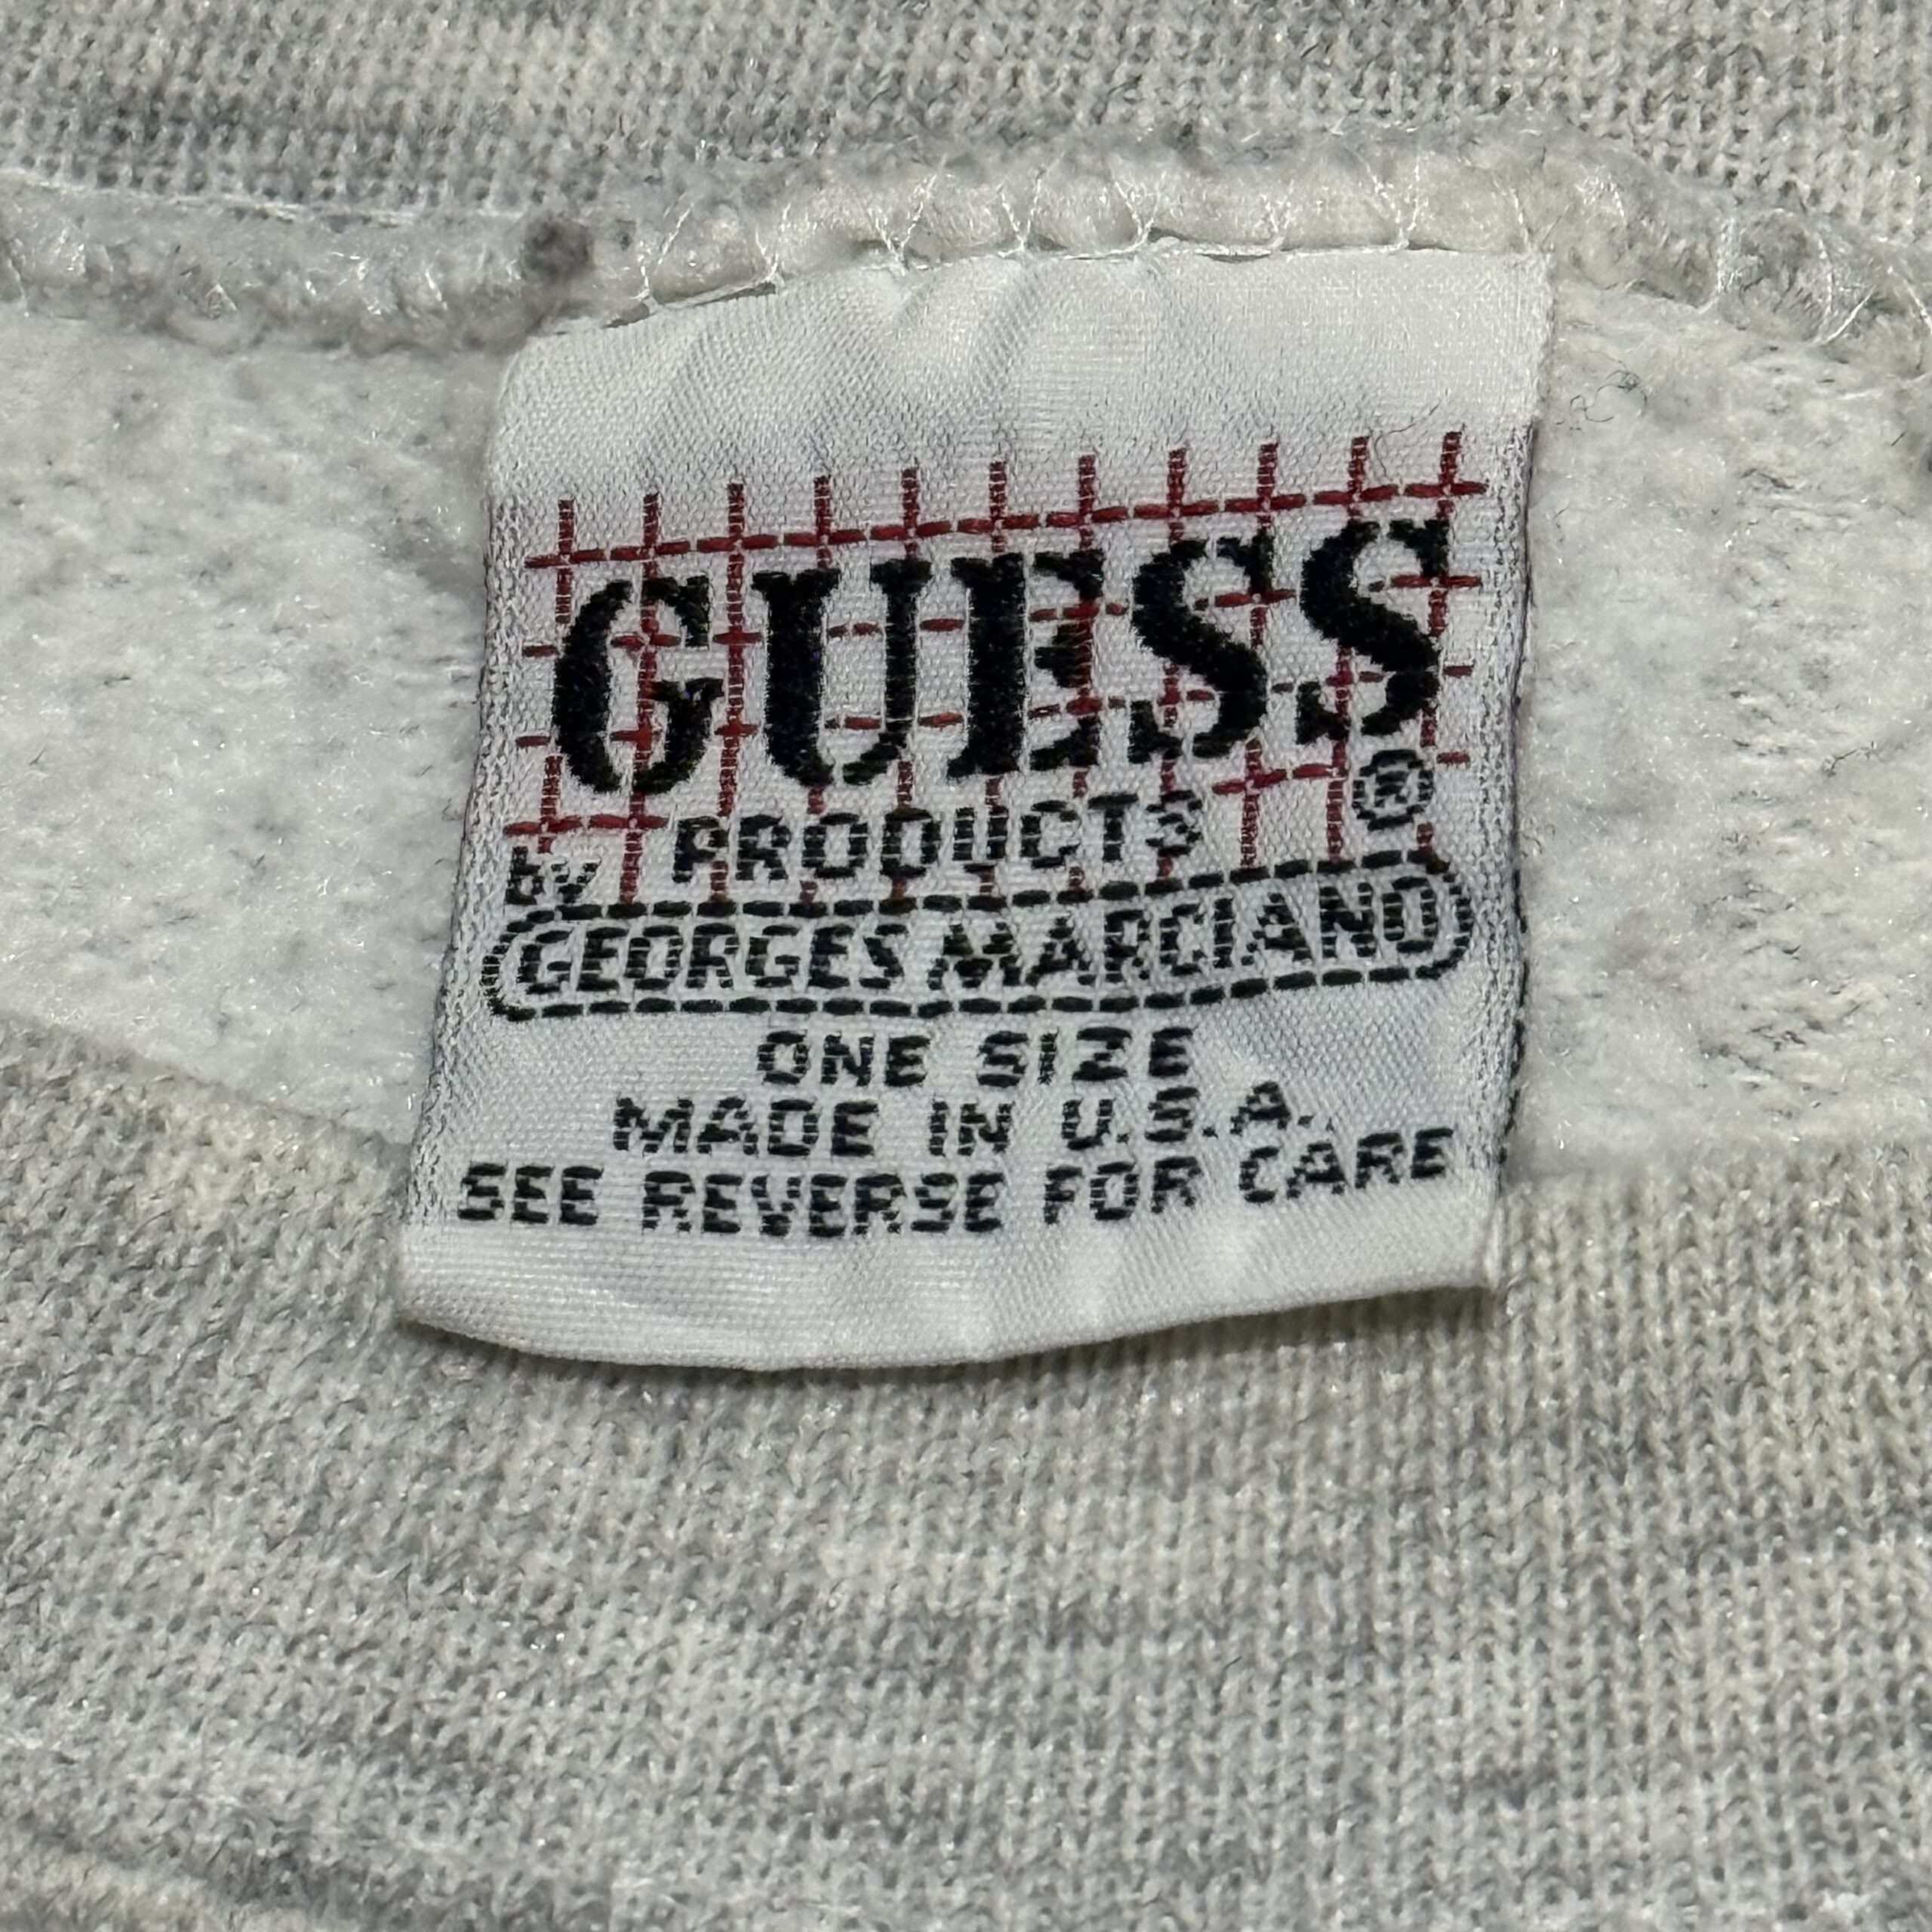 GUESS
PRODUCTS ®
by
GEORGES MARCIANO
ONE SIZE
MADE IN U.S.A.
SEE REVERSE FOR CARE